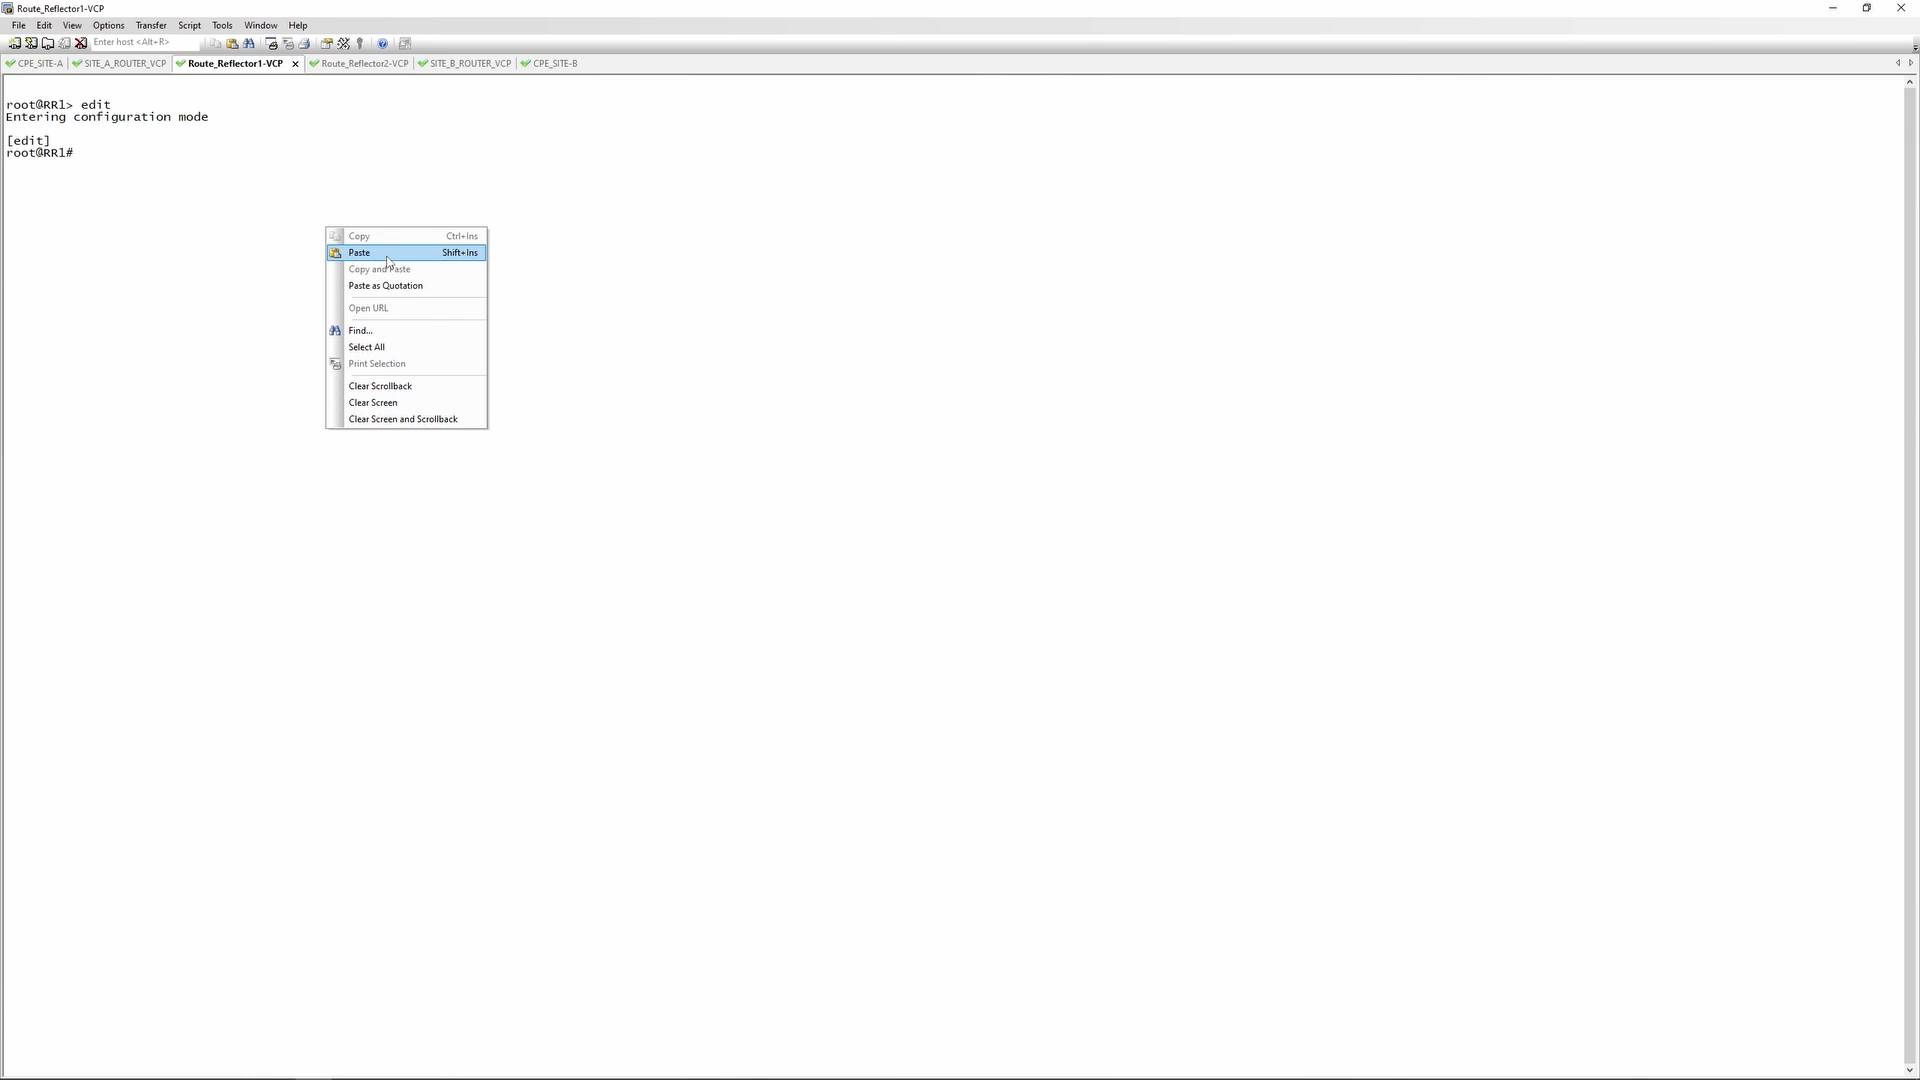 Route_Reflector1-VCP
File Edit View Options Transfer Script Tools Window Help
Enter host <Alt+R>
CPE_SITE-A SITE_A_ROUTER_VCP Route_Reflector1-VCP Route_Reflector2-VCP SITE_B_ROUTER_VCP CPE_SITE-B
root@RR1> edit
Entering configuration mode
[edit]
root@RR1#
Copy Ctrl+Ins
Paste Shift+Ins
Copy and Paste
Paste as Quotation
Open URL
Find...
Select All
Print Selection
Clear Scrollback
Clear Screen
Clear Screen and Scrollback